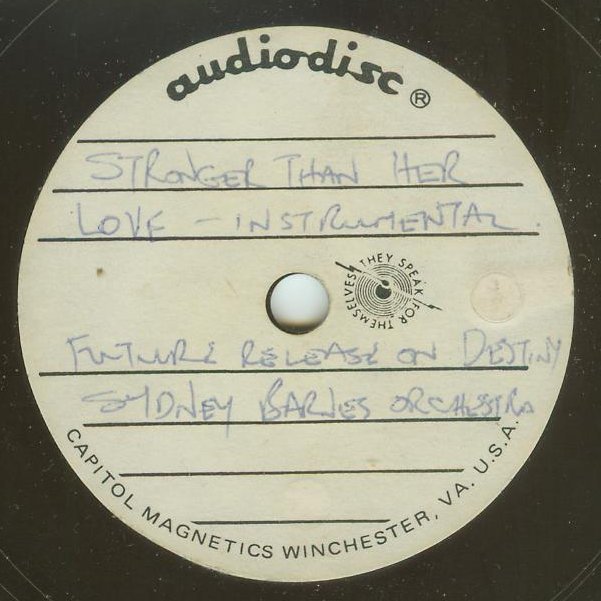 audiodisc ®
STRONGER THAN HER
LOVE - INSTRUMENTAL.
THEY SPEAK FOR THEMSELVES
FUTURE RELEASE ON DESTINY
SYDNEY BARNES ORCHESTRA
CAPITOL MAGNETICS WINCHESTER, VA. U.S.A.